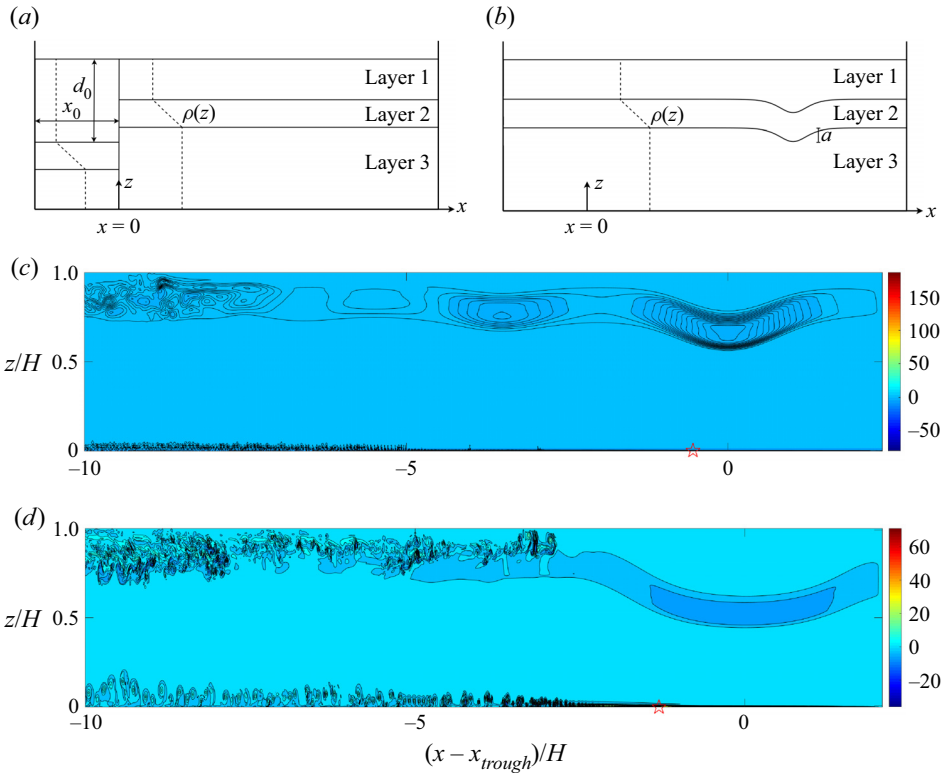 (a)
Layer 1
d0
x0
ρ(z)
Layer 2
Layer 3
z
x
x = 0
(b)
Layer 1
ρ(z)
Layer 2
a
Layer 3
z
x
x = 0
(c)
1.0
z/H
0.5
0
–10
–5
0
150
100
50
0
–50
(d)
1.0
z/H
0.5
0
–10
–5
0
60
40
20
0
–20
(x – xtrough)/H